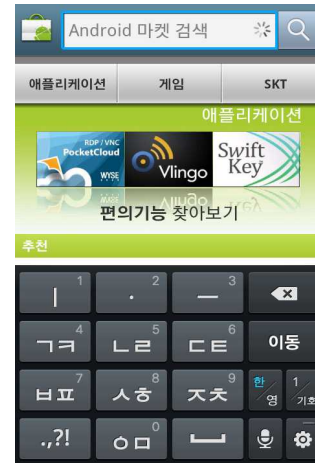 Android 마켓 검색
애플리케이션 게임 SKT
애플리케이션
RDP / VNC
PocketCloud
WYSE
Vlingo
Swift
Key
편의기능 찾아보기
추천
ㅣ 1 · 2 ㅡ 3
ㄱㅋ 4 ㄴㄹ 5 ㄷㅌ 6 이동
ㅂㅍ 7 ㅅㅎ 8 ㅈㅊ 9 한/영 1/기호
.,?! ㅇㅁ 0